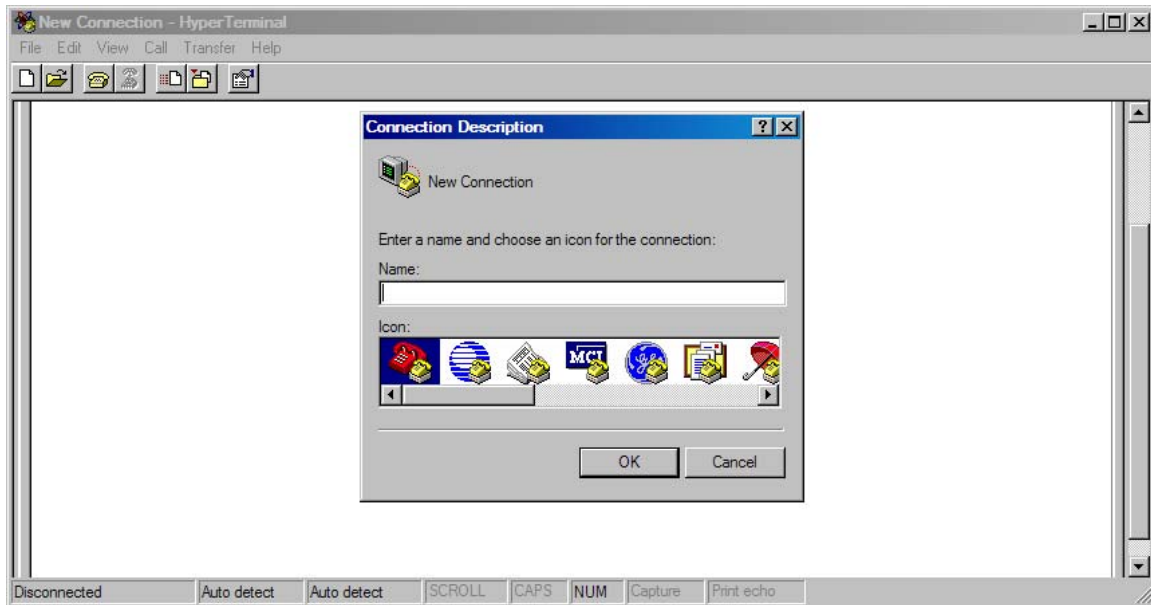 New Connection - HyperTerminal
File Edit View Call Transfer Help
Connection Description
New Connection
Enter a name and choose an icon for the connection:
Name:
Icon:
MCI
OK Cancel
Disconnected Auto detect Auto detect SCROLL CAPS NUM Capture Print echo